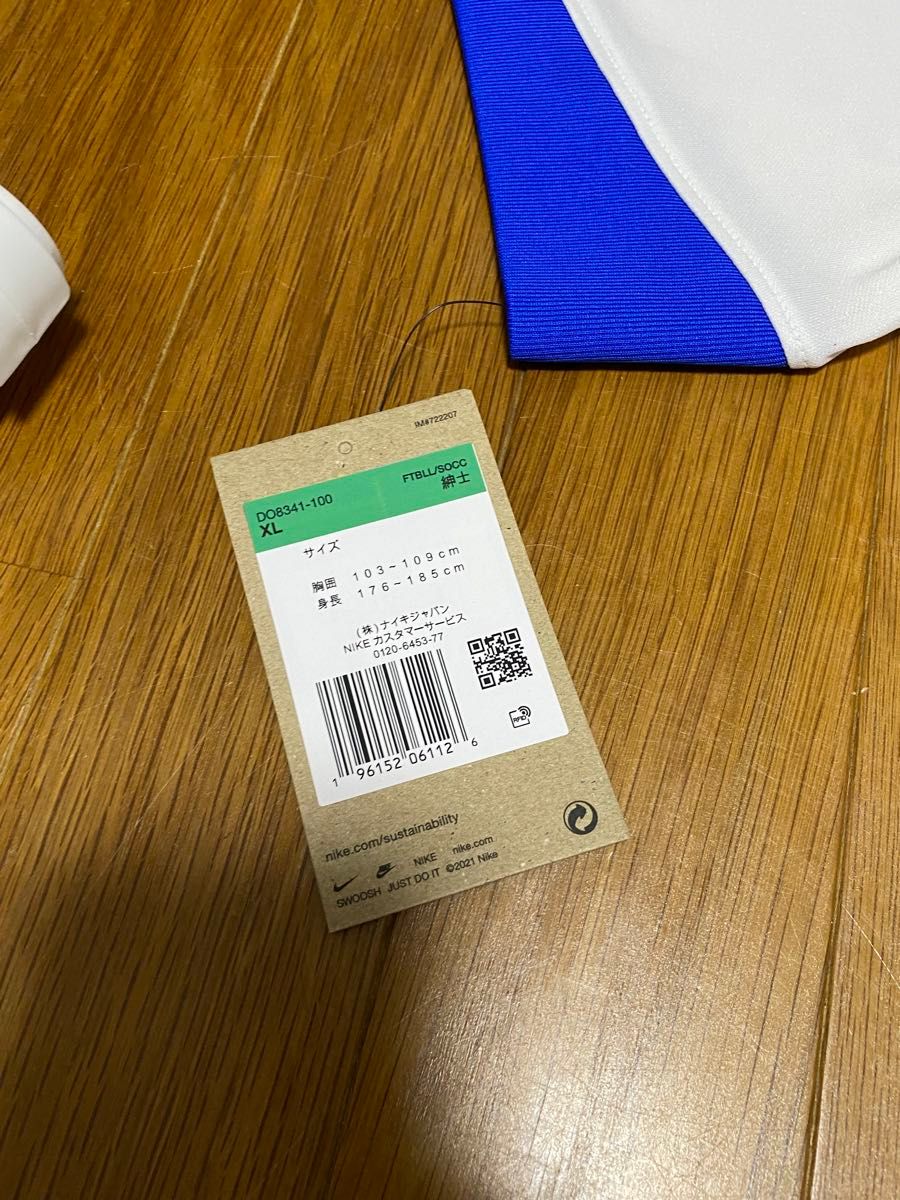 IM#722207
DO8341-100
FTBLL/SOCC
XL
紳士
サイズ
胸囲 103~109cm
身長 176~185cm
(株)ナイキジャパン
NIKE カスタマーサービス
0120-6453-77
RFID
1 96152 06112 6
nike.com/sustainability
NIKE nike.com
SWOOSH JUST DO IT ©2021 Nike